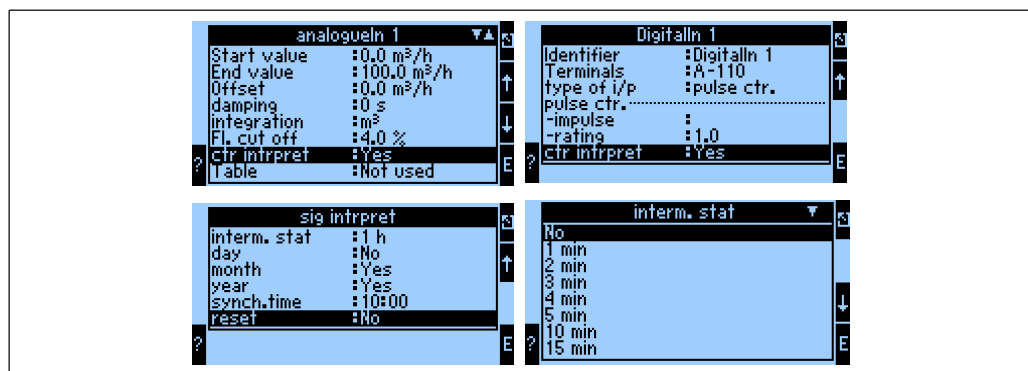 analogueIn 1
Start value :0.0 m³/h
End value :100.0 m³/h
Offset :0.0 m³/h
damping :0 s
integration :m³
Fl. cut off :4.0 %
ctr intrpret :Yes
Table :Not used
? E
DigitalIn 1
Identifier :DigitalIn 1
Terminals :A-110
type of i/p :pulse ctr.
pulse ctr.
-impulse :
-rating :1.0
ctr intrpret :Yes
? E
sig intrpret
interm. stat :1 h
day :No
month :Yes
year :Yes
synch.time :10:00
reset :No
? E
interm. stat
No
1 min
2 min
3 min
4 min
5 min
10 min
15 min
? E